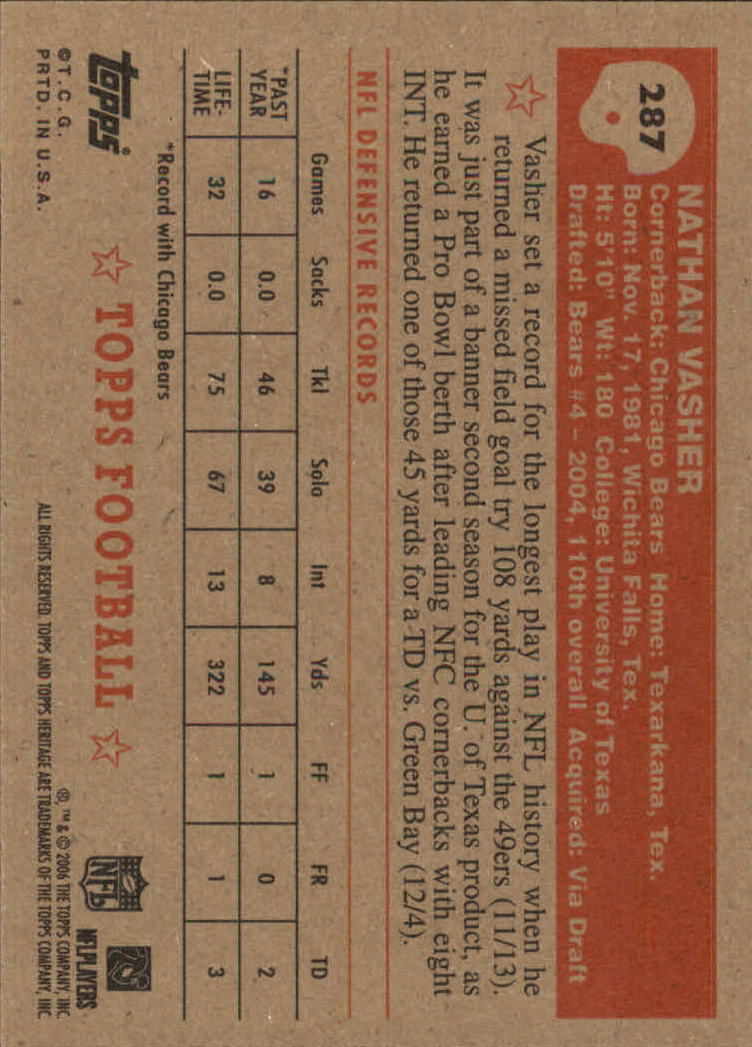 287
NATHAN VASHER
Cornerback: Chicago Bears Home: Texarkana, Tex.
Born: Nov. 17, 1981, Wichita Falls, Tex.
Ht: 5'10" Wt: 180 College: University of Texas
Drafted: Bears #4 - 2004, 110th overall Acquired: Via Draft
Vasher set a record for the longest play in NFL history when he
returned a missed field goal try 108 yards against the 49ers (11/13).
It was just part of a banner second season for the U. of Texas product, as
he earned a Pro Bowl berth after leading NFC cornerbacks with eight
INT. He returned one of those 45 yards for a TD vs. Green Bay (12/4).
NFL DEFENSIVE RECORDS
Games Sacks Tkl Solo Int Yds FF FR TD
*PAST YEAR 16 0.0 46 39 8 145 1 0 2
LIFE-TIME 32 0.0 75 67 13 322 1 1 3
*Record with Chicago Bears
topps®
©T.C.G.
PRTD. IN U.S.A.
TOPPS FOOTBALL
NFL
NFLPLAYERS
®, ™ & © 2006 THE TOPPS COMPANY, INC.
ALL RIGHTS RESERVED. TOPPS AND TOPPS HERITAGE ARE TRADEMARKS OF THE TOPPS COMPANY, INC.